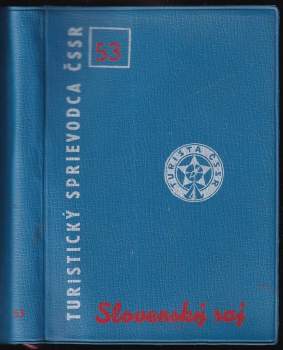 TURISTICKÝ SPRIEVODCA ČSSR
53
TURISTA ČSSR
Slovenský raj
53